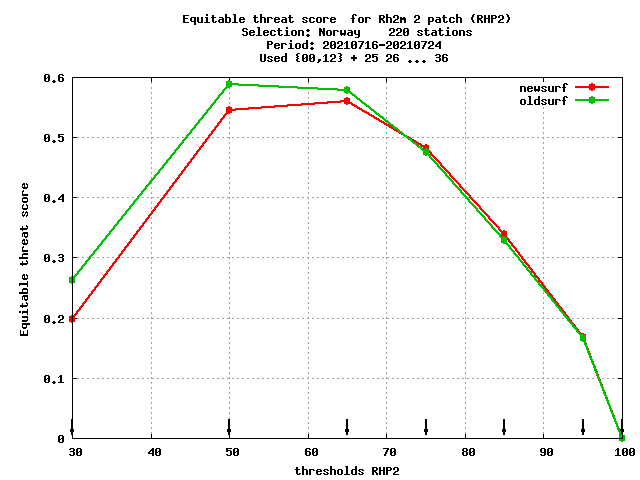 Equitable threat score  for Rh2m 2 patch (RHP2)
Selection: Norway    220 stations
Period: 20210716-20210724
Used {00,12} + 25 26 ... 36
newsurf
oldsurf
Equitable threat score
0.6
0.5
0.4
0.3
0.2
0.1
0
30 40 50 60 70 80 90 100
thresholds RHP2